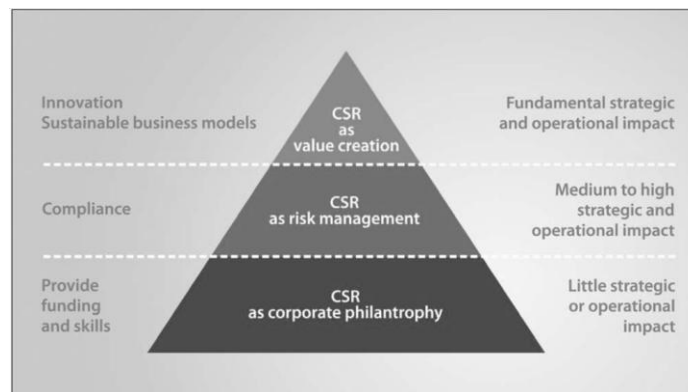 Innovation
Sustainable business models
CSR
as
value creation
Fundamental strategic
and operational impact
Compliance
CSR
as risk management
Medium to high
strategic and
operational impact
Provide
funding
and skills
CSR
as corporate philantrophy
Little strategic
or operational
impact